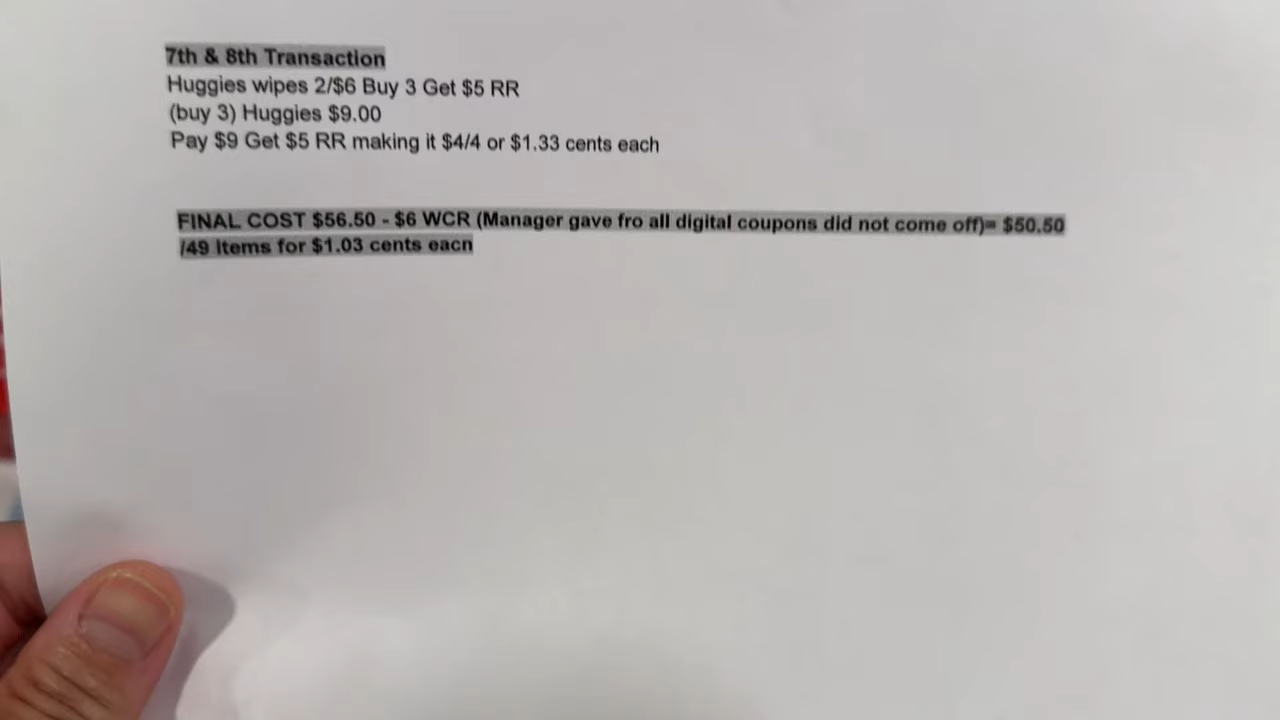 7th & 8th Transaction
Huggies wipes 2/$6 Buy 3 Get $5 RR
(buy 3) Huggies $9.00
Pay $9 Get $5 RR making it $4/4 or $1.33 cents each
FINAL COST $56.50 - $6 WCR (Manager gave fro all digital coupons did not come off)= $50.50
/49 Items for $1.03 cents each